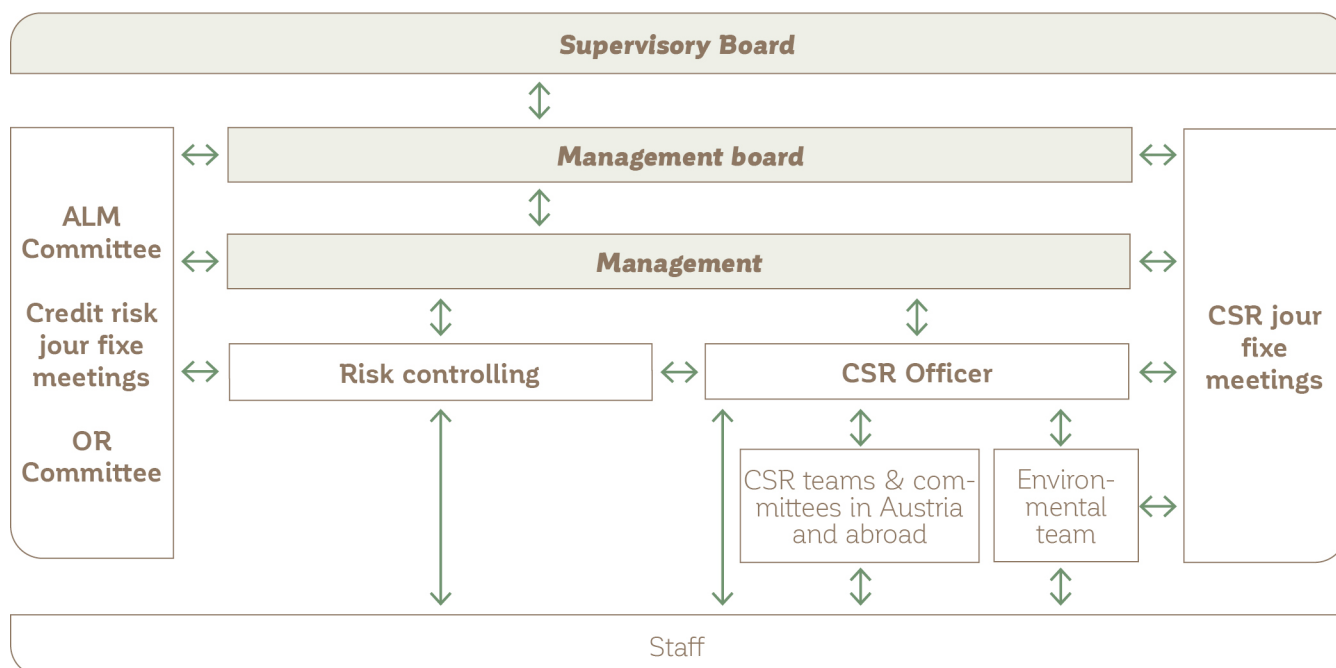 Supervisory Board
Management board
Management
ALM
Committee
Credit risk
jour fixe
meetings
OR
Committee
Risk controlling
CSR Officer
CSR jour
fixe
meetings
CSR teams & com-
mittees in Austria
and abroad
Environ-
mental
team
Staff